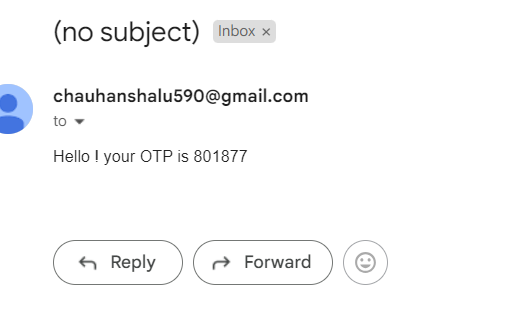 (no subject) Inbox ×
chauhanshalu590@gmail.com
to
Hello ! your OTP is 801877
Reply Forward